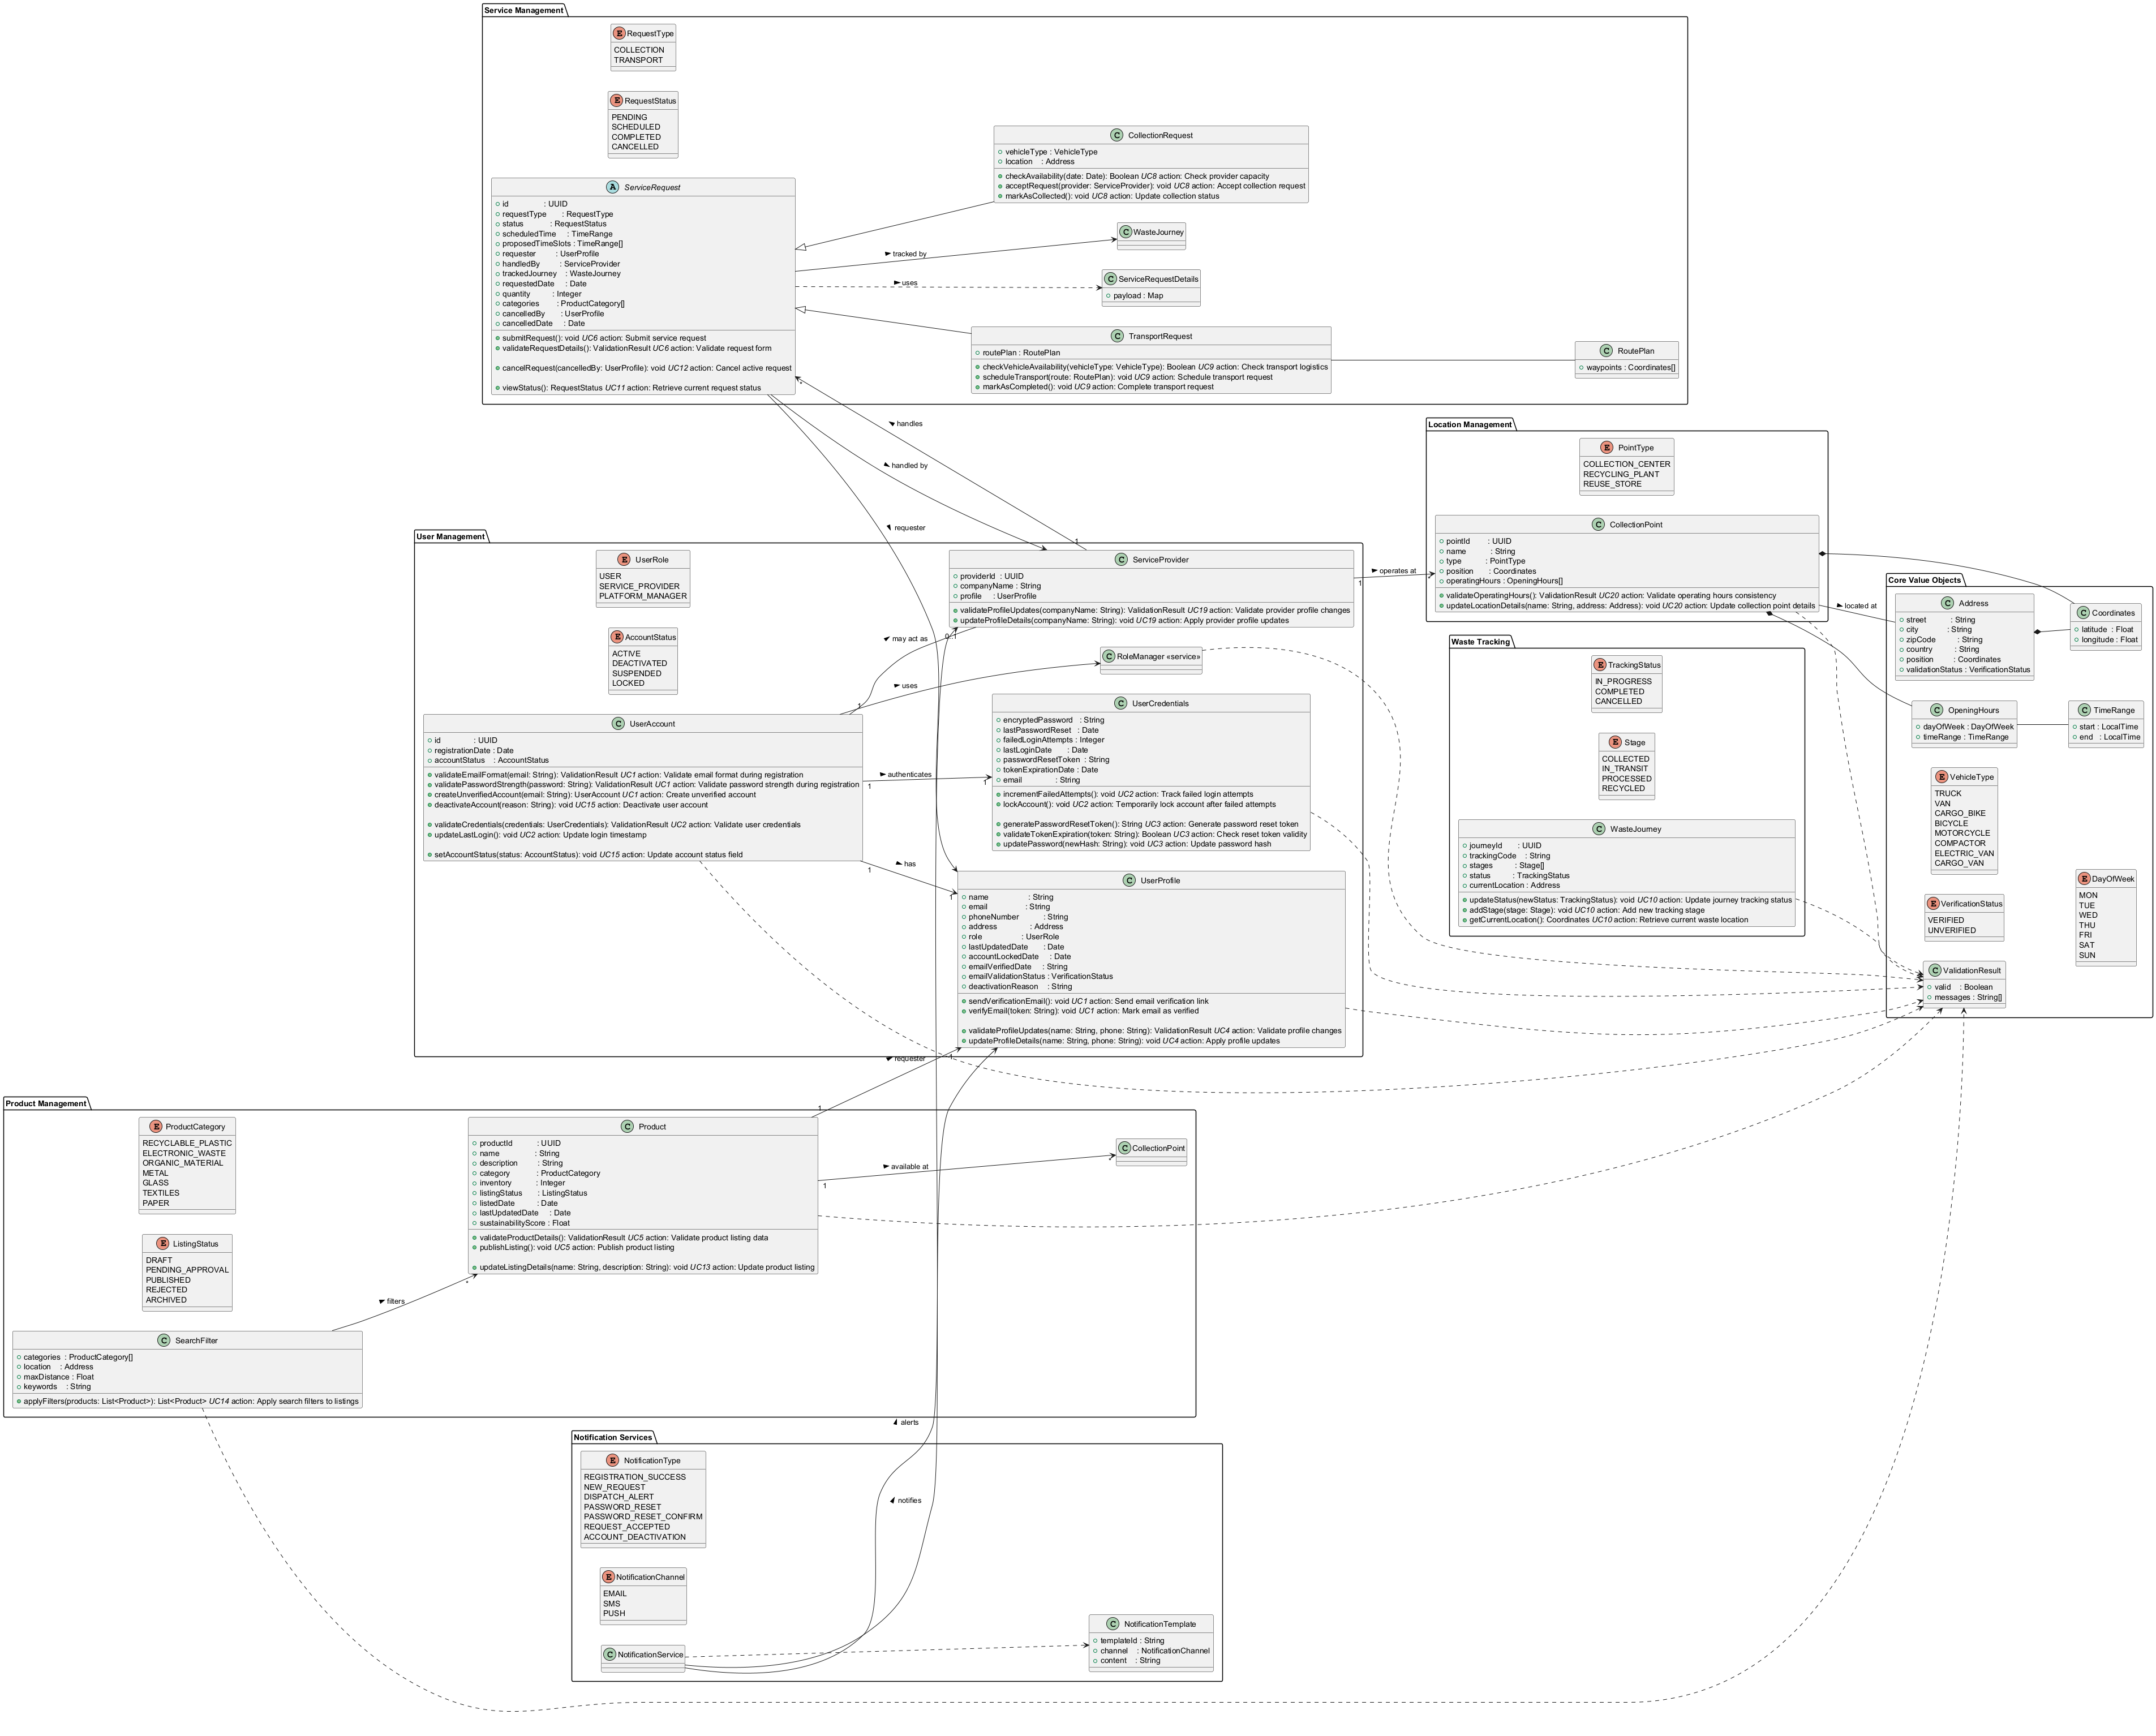 Service Management
E RequestType
COLLECTION
TRANSPORT
E RequestStatus
PENDING
SCHEDULED
COMPLETED
CANCELLED
A ServiceRequest
id : UUID
requestType : RequestType
status : RequestStatus
scheduledTime : TimeRange
proposedTimeSlots : TimeRange[]
requester : UserProfile
handledBy : ServiceProvider
trackedJourney : WasteJourney
requestedDate : Date
quantity : Integer
categories : ProductCategory[]
cancelledBy : UserProfile
cancelledDate : Date
submitRequest(): void UC6 action: Submit service request
validateRequestDetails(): ValidationResult UC6 action: Validate request form
cancelRequest(cancelledBy: UserProfile): void UC12 action: Cancel active request
viewStatus(): RequestStatus UC11 action: Retrieve current request status
C CollectionRequest
vehicleType : VehicleType
location : Address
checkAvailability(date: Date): Boolean UC8 action: Check provider capacity
acceptRequest(provider: ServiceProvider): void UC8 action: Accept collection request
markAsCollected(): void UC8 action: Update collection status
tracked by
C WasteJourney
uses
C ServiceRequestDetails
payload : Map
C TransportRequest
routePlan : RoutePlan
checkVehicleAvailability(vehicleType: VehicleType): Boolean UC9 action: Check transport logistics
scheduleTransport(route: RoutePlan): void UC9 action: Schedule transport request
markAsCompleted(): void UC9 action: Complete transport request
C RoutePlan
waypoints : Coordinates[]
*
handles
handled by
requester
1
User Management
E UserRole
USER
SERVICE_PROVIDER
PLATFORM_MANAGER
E AccountStatus
ACTIVE
DEACTIVATED
SUSPENDED
LOCKED
C UserAccount
id : UUID
registrationDate : Date
accountStatus : AccountStatus
validateEmailFormat(email: String): ValidationResult UC1 action: Validate email format during registration
validatePasswordStrength(password: String): ValidationResult UC1 action: Validate password strength during registration
createUnverifiedAccount(email: String): UserAccount UC1 action: Create unverified account
deactivateAccount(reason: String): void UC15 action: Deactivate user account
validateCredentials(credentials: UserCredentials): ValidationResult UC2 action: Validate user credentials
updateLastLogin(): void UC2 action: Update login timestamp
setAccountStatus(status: AccountStatus): void UC15 action: Update account status field
C ServiceProvider
providerId : UUID
companyName : String
profile : UserProfile
validateProfileUpdates(companyName: String): ValidationResult UC19 action: Validate provider profile changes
updateProfileDetails(companyName: String): void UC19 action: Apply provider profile updates
may act as
1
0..1
uses
C RoleManager «service»
authenticates
1
1
C UserCredentials
encryptedPassword : String
lastPasswordReset : Date
failedLoginAttempts : Integer
lastLoginDate : Date
passwordResetToken : String
tokenExpirationDate : Date
email : String
incrementFailedAttempts(): void UC2 action: Track failed login attempts
lockAccount(): void UC2 action: Temporarily lock account after failed attempts
generatePasswordResetToken(): String UC3 action: Generate password reset token
validateTokenExpiration(token: String): Boolean UC3 action: Check reset token validity
updatePassword(newHash: String): void UC3 action: Update password hash
has
1
1
C UserProfile
name : String
email : String
phoneNumber : String
address : Address
role : UserRole
lastUpdatedDate : Date
accountLockedDate : Date
emailVerifiedDate : String
emailValidationStatus : VerificationStatus
deactivationReason : String
sendVerificationEmail(): void UC1 action: Send email verification link
verifyEmail(token: String): void UC1 action: Mark email as verified
validateProfileUpdates(name: String, phone: String): ValidationResult UC4 action: Validate profile changes
updateProfileDetails(name: String, phone: String): void UC4 action: Apply profile updates
operates at
1
*
Location Management
E PointType
COLLECTION_CENTER
RECYCLING_PLANT
REUSE_STORE
C CollectionPoint
pointId : UUID
name : String
type : PointType
position : Coordinates
operatingHours : OpeningHours[]
validateOperatingHours(): ValidationResult UC20 action: Validate operating hours consistency
updateLocationDetails(name: String, address: Address): void UC20 action: Update collection point details
located at
Waste Tracking
E TrackingStatus
IN_PROGRESS
COMPLETED
CANCELLED
E Stage
COLLECTED
IN_TRANSIT
PROCESSED
RECYCLED
C WasteJourney
journeyId : UUID
trackingCode : String
stages : Stage[]
status : TrackingStatus
currentLocation : Address
updateStatus(newStatus: TrackingStatus): void UC10 action: Update journey tracking status
addStage(stage: Stage): void UC10 action: Add new tracking stage
getCurrentLocation(): Coordinates UC10 action: Retrieve current waste location
Core Value Objects
C Address
street : String
city : String
zipCode : String
country : String
position : Coordinates
validationStatus : VerificationStatus
C Coordinates
latitude : Float
longitude : Float
C OpeningHours
dayOfWeek : DayOfWeek
timeRange : TimeRange
C TimeRange
start : LocalTime
end : LocalTime
E VehicleType
TRUCK
VAN
CARGO_BIKE
BICYCLE
MOTORCYCLE
COMPACTOR
ELECTRIC_VAN
CARGO_VAN
E VerificationStatus
VERIFIED
UNVERIFIED
E DayOfWeek
MON
TUE
WED
THU
FRI
SAT
SUN
C ValidationResult
valid : Boolean
messages : String[]
requester
1
1
Product Management
E ProductCategory
RECYCLABLE_PLASTIC
ELECTRONIC_WASTE
ORGANIC_MATERIAL
METAL
GLASS
TEXTILES
PAPER
E ListingStatus
DRAFT
PENDING_APPROVAL
PUBLISHED
REJECTED
ARCHIVED
C SearchFilter
categories : ProductCategory[]
location : Address
maxDistance : Float
keywords : String
applyFilters(products: List<Product>): List<Product> UC14 action: Apply search filters to listings
filters
*
C Product
productId : UUID
name : String
description : String
category : ProductCategory
inventory : Integer
listingStatus : ListingStatus
listedDate : Date
lastUpdatedDate : Date
sustainabilityScore : Float
validateProductDetails(): ValidationResult UC5 action: Validate product listing data
publishListing(): void UC5 action: Publish product listing
updateListingDetails(name: String, description: String): void UC13 action: Update product listing
available at
1
*
C CollectionPoint
alerts
notifies
Notification Services
E NotificationType
REGISTRATION_SUCCESS
NEW_REQUEST
DISPATCH_ALERT
PASSWORD_RESET
PASSWORD_RESET_CONFIRM
REQUEST_ACCEPTED
ACCOUNT_DEACTIVATION
E NotificationChannel
EMAIL
SMS
PUSH
C NotificationService
C NotificationTemplate
templateId : String
channel : NotificationChannel
content : String